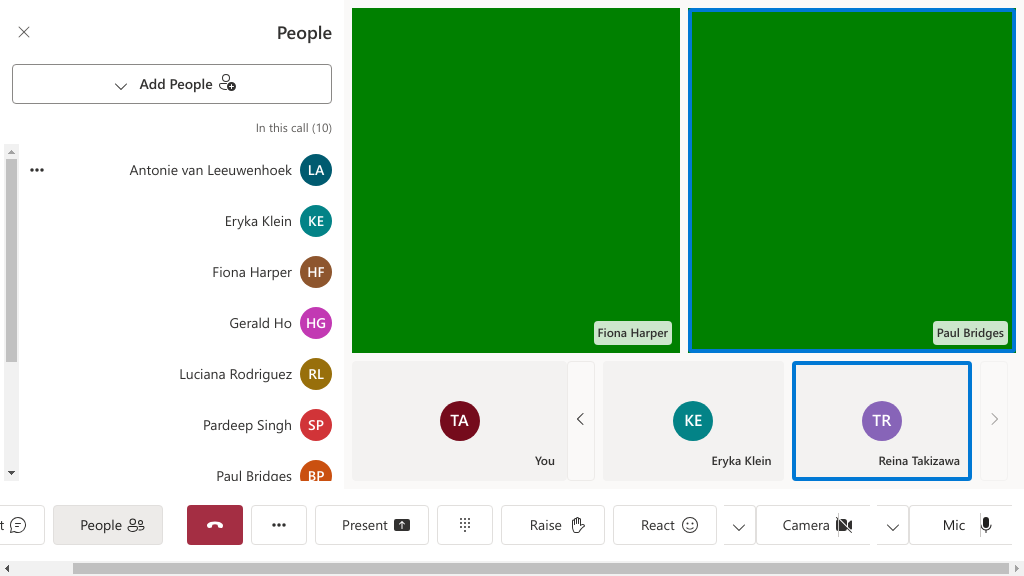 People
Add People
In this call (10)
Antonie van Leeuwenhoek
LA
Eryka Klein
KE
Fiona Harper
HF
Gerald Ho
HG
Luciana Rodriguez
RL
Pardeep Singh
SP
Paul Bridges
BP
Fiona Harper
Paul Bridges
TA
You
KE
Eryka Klein
TR
Reina Takizawa
t
People
Present
Raise
React
Camera
Mic